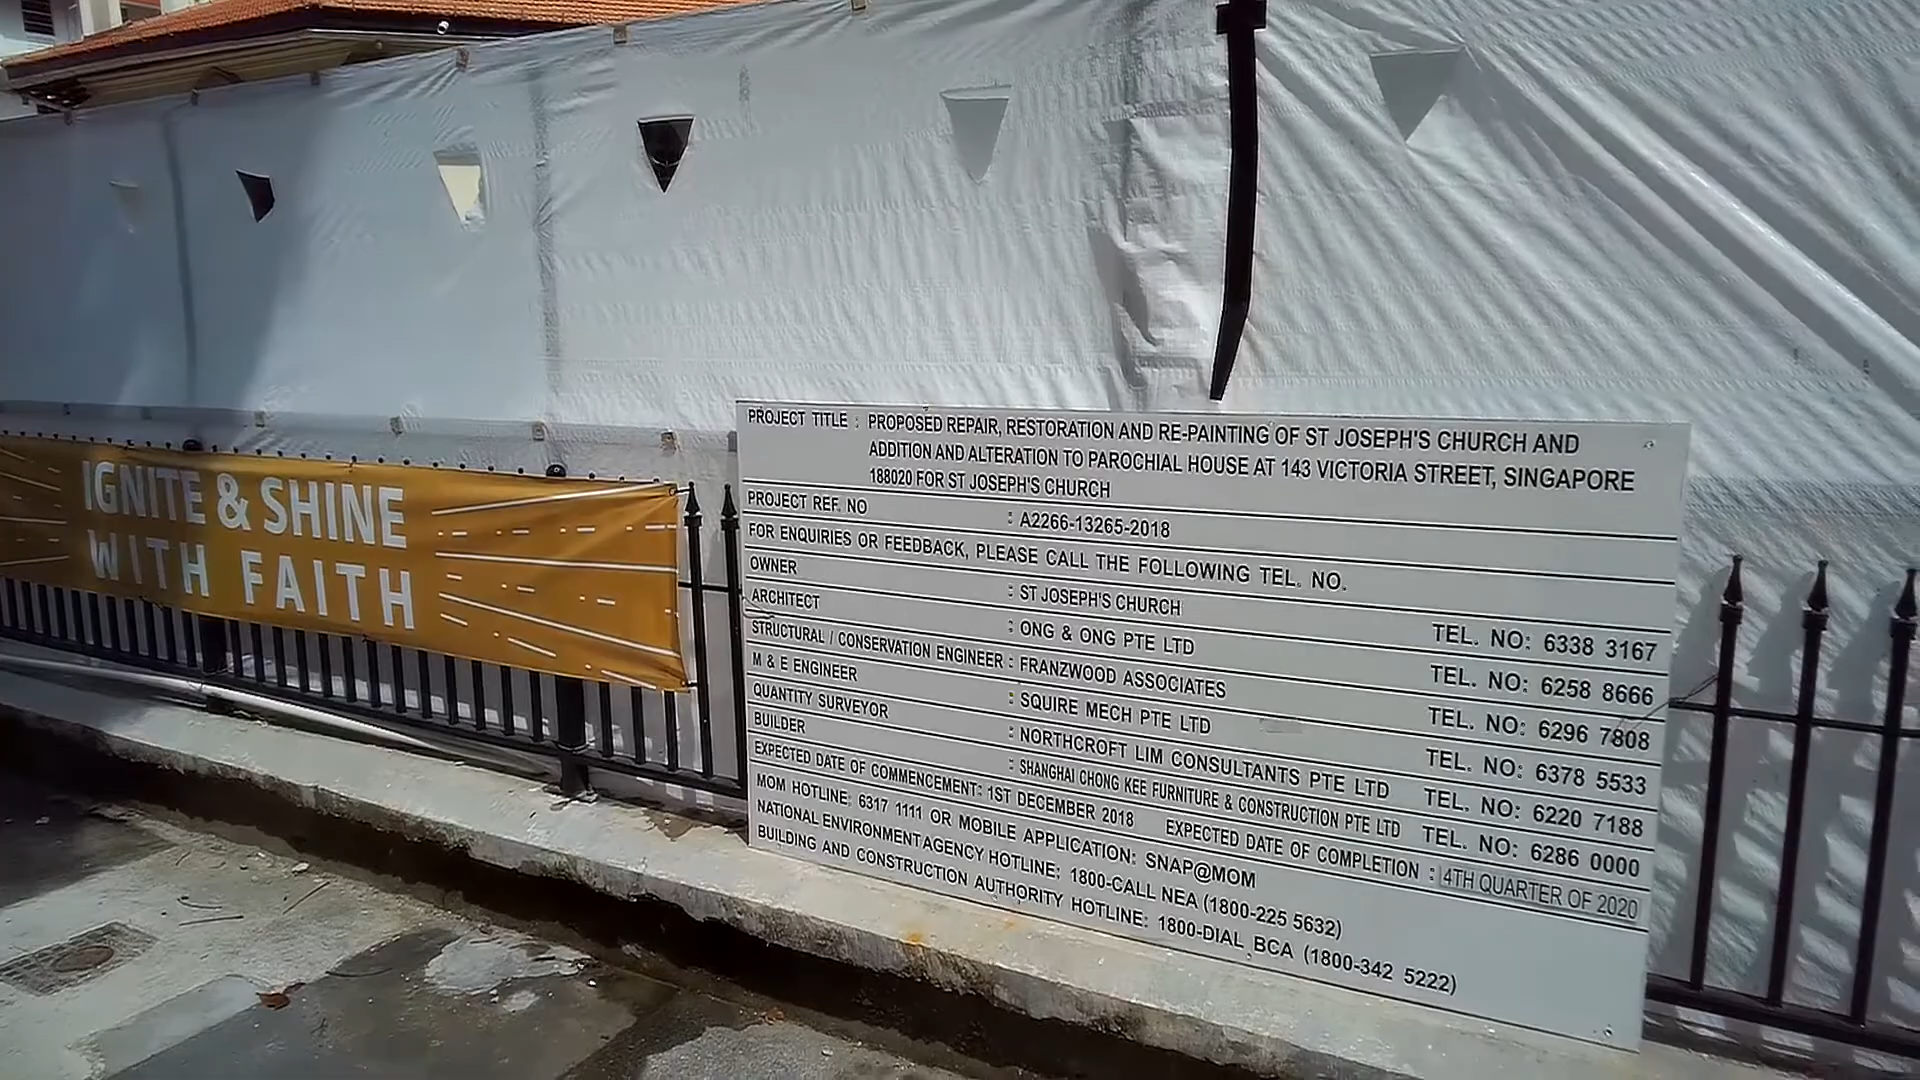 IGNITE & SHINE
WITH FAITH
PROJECT TITLE : PROPOSED REPAIR, RESTORATION AND RE-PAINTING OF ST JOSEPH'S CHURCH AND
ADDITION AND ALTERATION TO PAROCHIAL HOUSE AT 143 VICTORIA STREET, SINGAPORE
188020 FOR ST JOSEPH'S CHURCH
PROJECT REF. NO : A2266-13265-2018
FOR ENQUIRIES OR FEEDBACK, PLEASE CALL THE FOLLOWING TEL. NO.
OWNER : ST JOSEPH'S CHURCH TEL. NO: 6338 3167
ARCHITECT : ONG & ONG PTE LTD TEL. NO: 6258 8666
STRUCTURAL / CONSERVATION ENGINEER : FRANZWOOD ASSOCIATES TEL. NO: 6296 7808
M & E ENGINEER : SQUIRE MECH PTE LTD TEL. NO: 6378 5533
QUANTITY SURVEYOR : NORTHCROFT LIM CONSULTANTS PTE LTD TEL. NO: 6220 7188
BUILDER : SHANGHAI CHONG KEE FURNITURE & CONSTRUCTION PTE LTD TEL. NO: 6286 0000
EXPECTED DATE OF COMMENCEMENT: 1ST DECEMBER 2018 EXPECTED DATE OF COMPLETION : 4TH QUARTER OF 2020
MOM HOTLINE: 6317 1111 OR MOBILE APPLICATION: SNAP@MOM
NATIONAL ENVIRONMENT AGENCY HOTLINE: 1800-CALL NEA (1800-225 5632)
BUILDING AND CONSTRUCTION AUTHORITY HOTLINE: 1800-DIAL BCA (1800-342 5222)